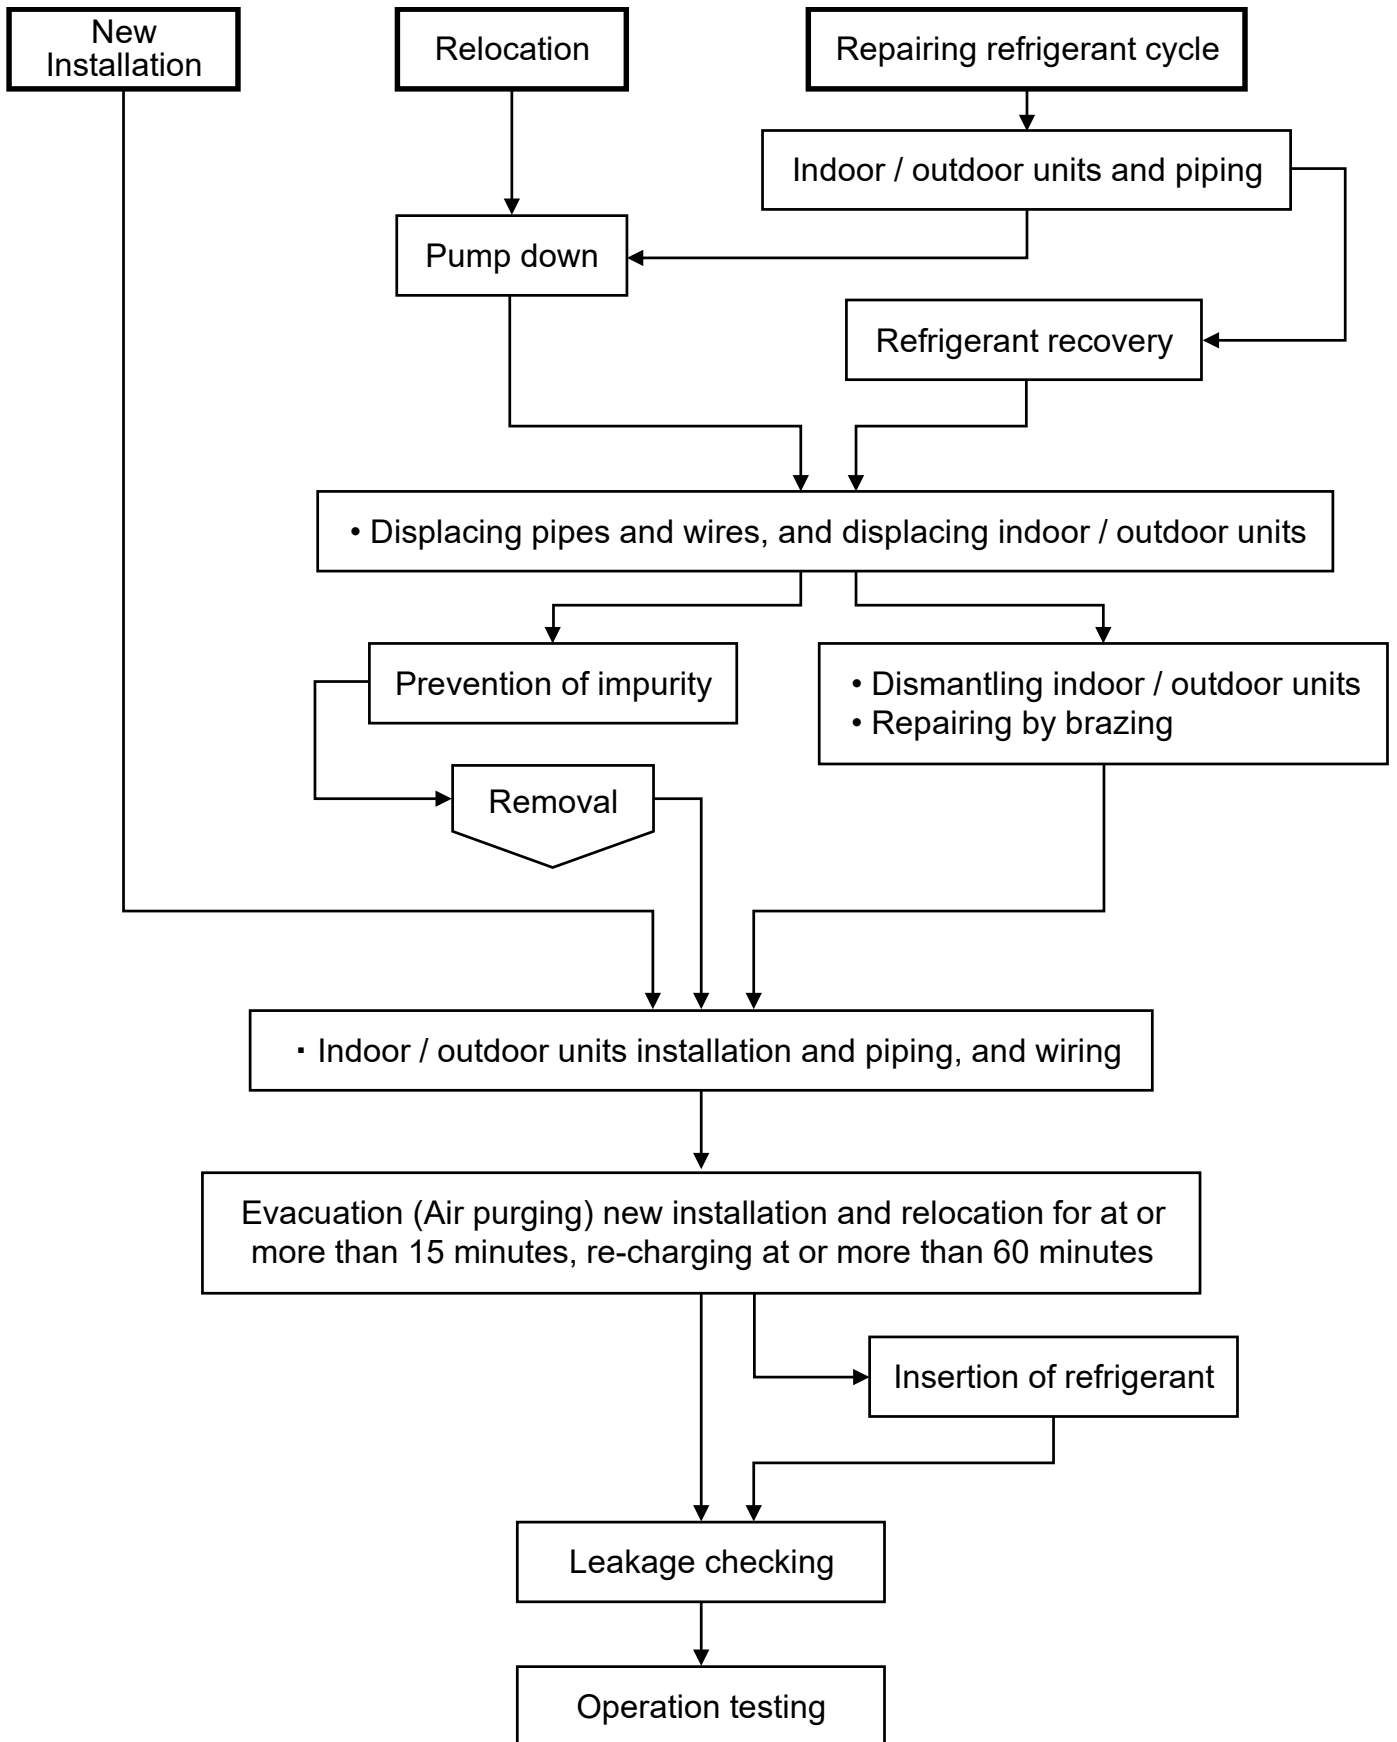 New
Installation
Relocation
Repairing refrigerant cycle
Indoor / outdoor units and piping
Pump down
Refrigerant recovery
• Displacing pipes and wires, and displacing indoor / outdoor units
Prevention of impurity
• Dismantling indoor / outdoor units
• Repairing by brazing
Removal
· Indoor / outdoor units installation and piping, and wiring
Evacuation (Air purging) new installation and relocation for at or
more than 15 minutes, re-charging at or more than 60 minutes
Insertion of refrigerant
Leakage checking
Operation testing